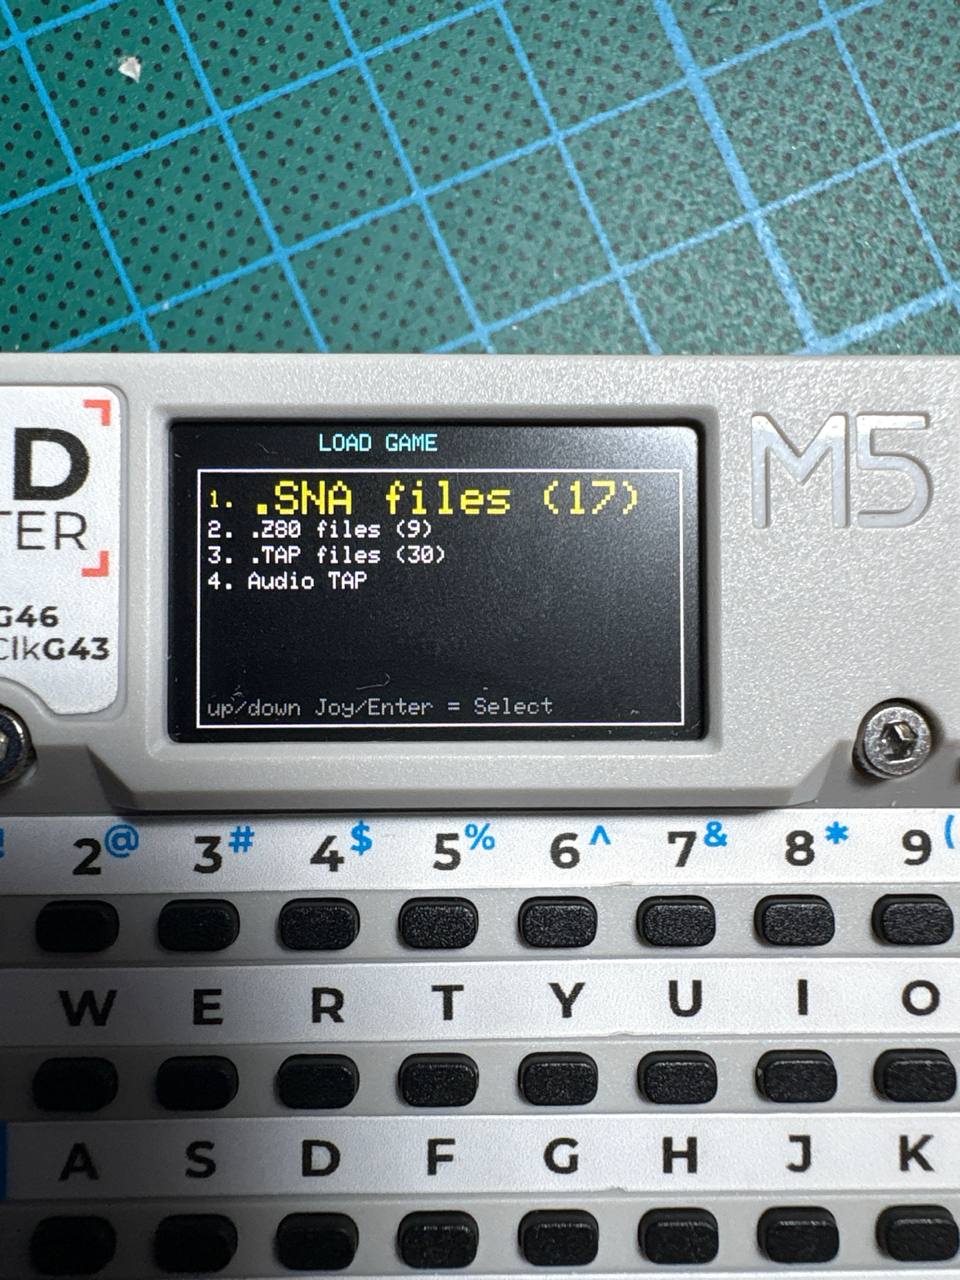 LOAD GAME
1. .SNA files (17)
2. .Z80 files (9)
3. .TAP files (30)
4. Audio TAP
up/down Joy/Enter = Select
M5
D
TER
G46
ClkG43
! 2@ 3# 4$ 5% 6^ 7& 8* 9(
W E R T Y U I O
A S D F G H J K